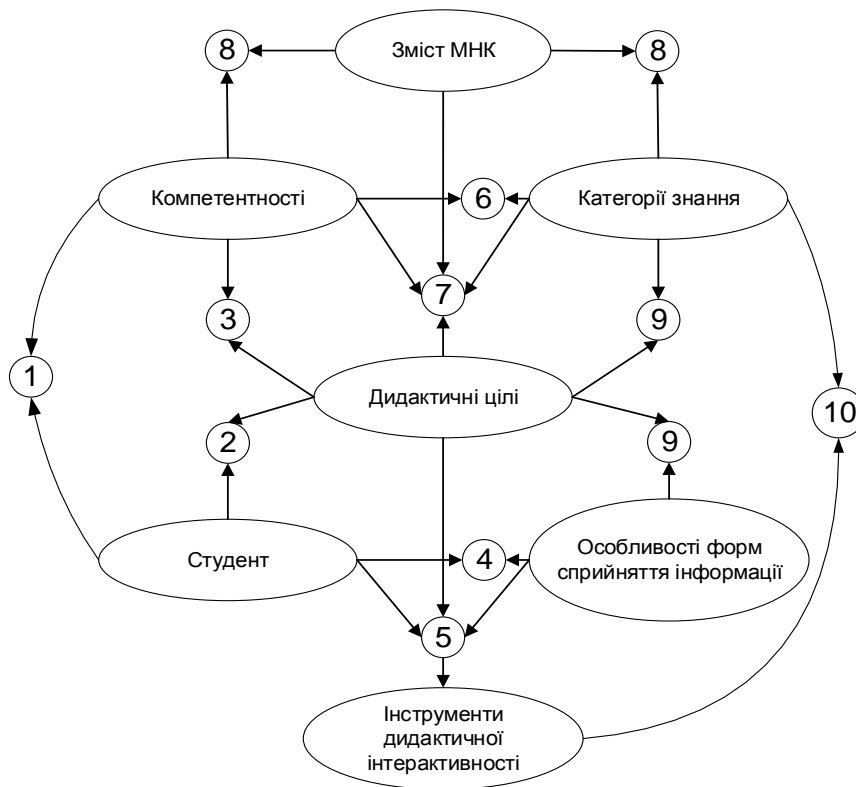 8
Зміст МНК
8
Компетентності
6
Категорії знання
7
3
9
1
Дидактичні цілі
10
2
9
Студент
4
Особливості форм
сприйняття інформації
5
Інструменти
дидактичної
інтерактивності